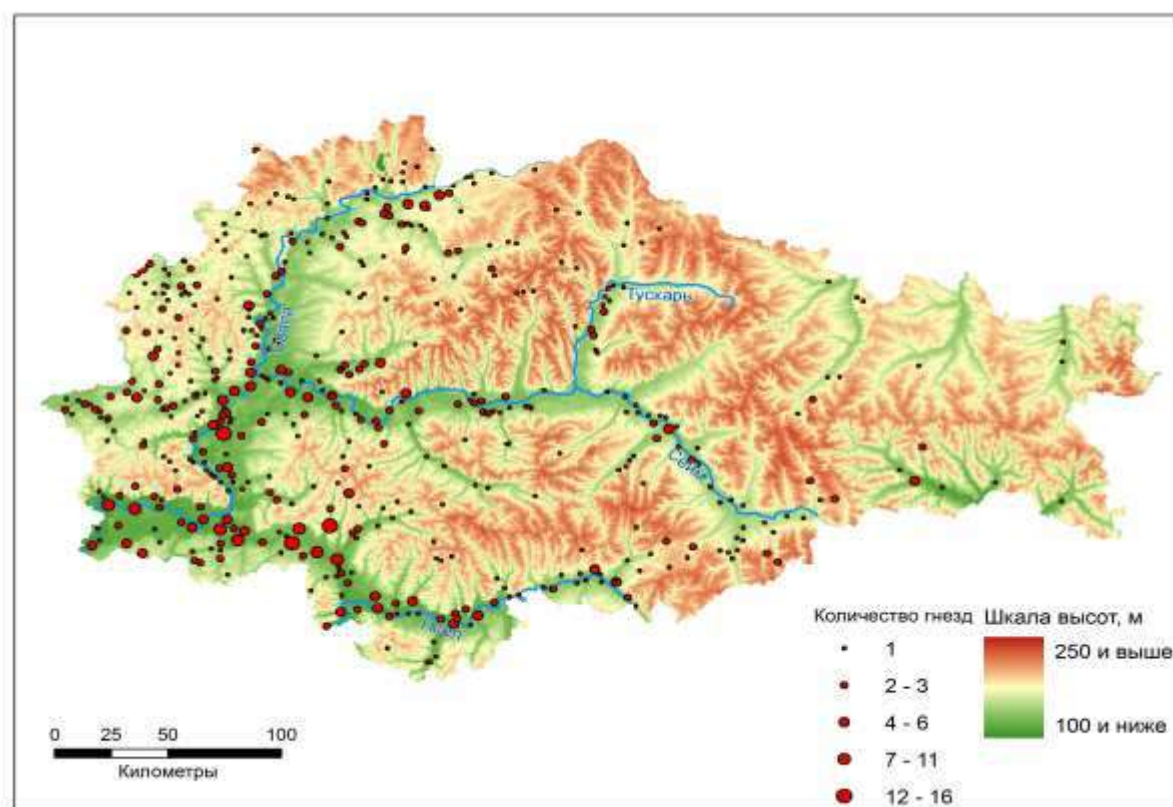 Тускарь
Сейм
Количество гнезд
1
2 - 3
4 - 6
7 - 11
12 - 16
Шкала высот, м
250 и выше
100 и ниже
0 25 50 100
Километры